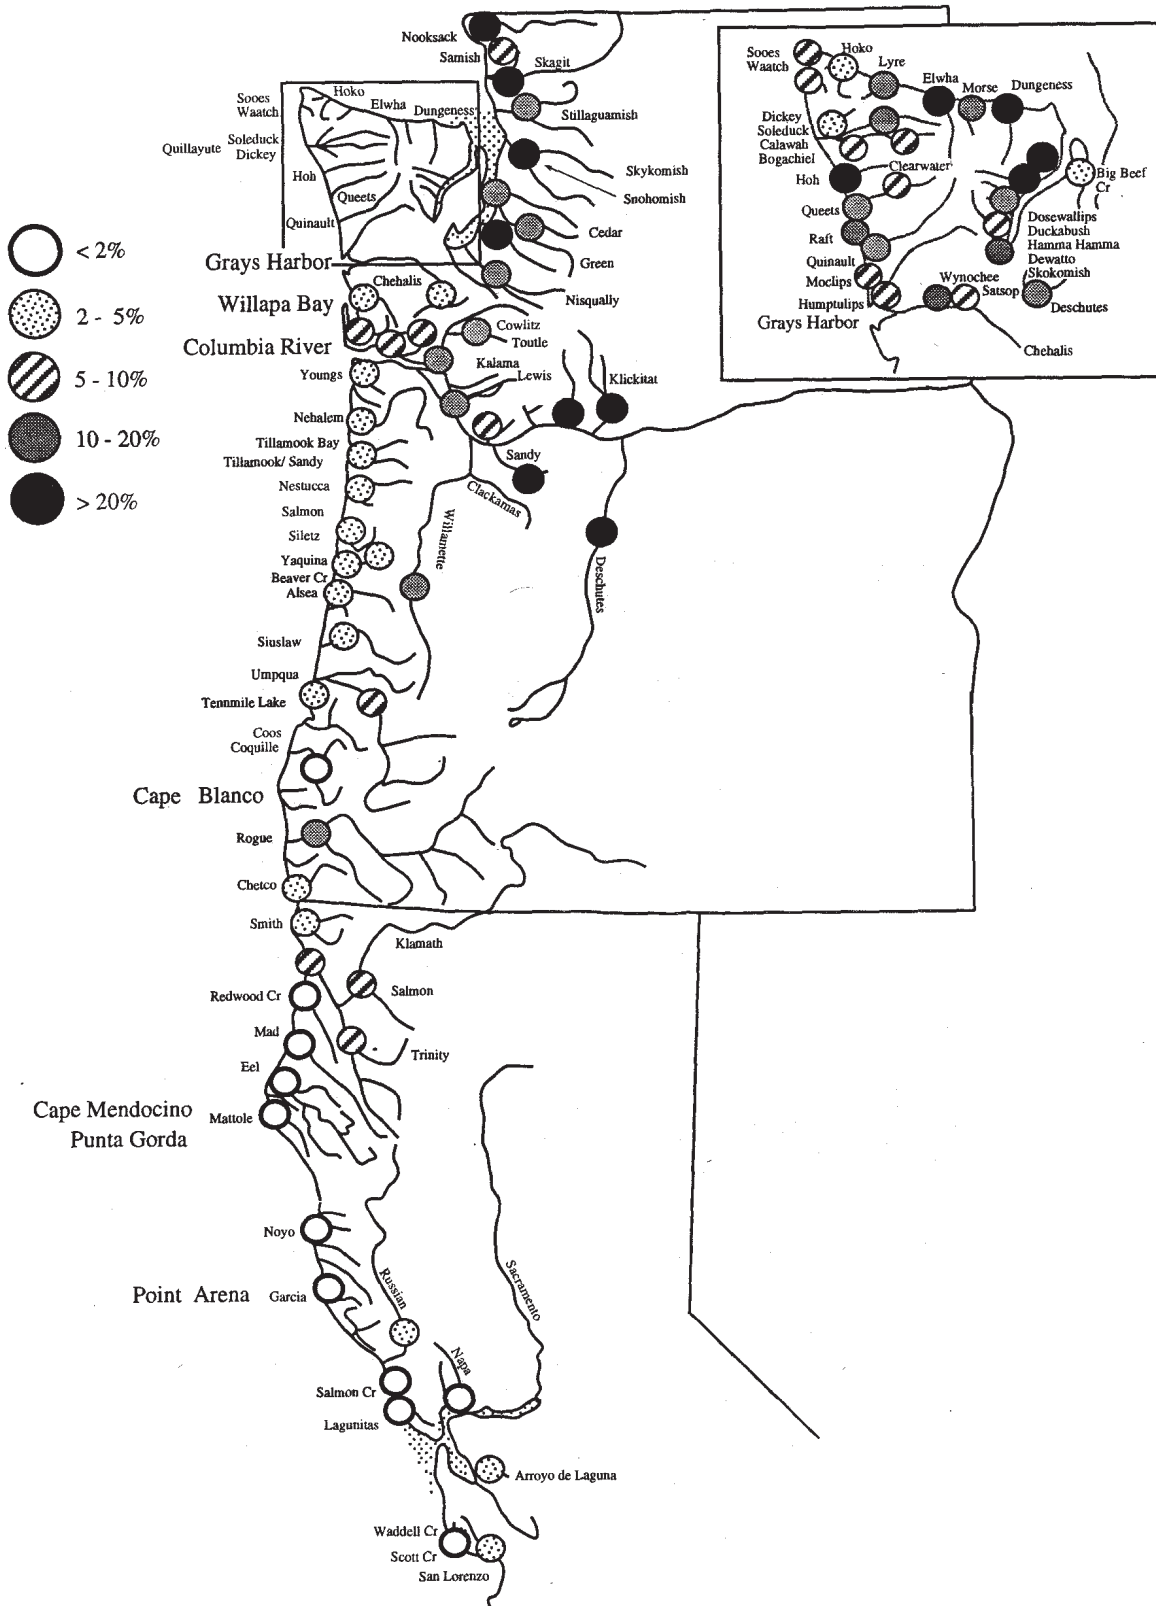 Nooksack
Samish
Skagit
Stillaguamish
Skykomish
Snohomish
Cedar
Green
Nisqually
Hoko
Sooes
Waatch
Elwha
Dungeness
Soleduck
Quillayute
Dickey
Hoh
Queets
Quinault
Grays Harbor
Chehalis
Willapa Bay
Columbia River
Cowlitz
Toutle
Kalama
Lewis
Klickitat
Youngs
Nehalem
Tillamook Bay
Tillamook/ Sandy
Sandy
Nestucca
Clackamas
Salmon
Siletz
Willamette
Yaquina
Beaver Cr
Alsea
Deschutes
Siuslaw
Umpqua
Tennmile Lake
Coos
Coquille
Cape Blanco
Rogue
Chetco
Smith
Klamath
Redwood Cr
Salmon
Mad
Trinity
Eel
Cape Mendocino
Mattole
Punta Gorda
Noyo
Point Arena
Garcia
Russian
Sacramento
Napa
Salmon Cr
Lagunitas
Arroyo de Laguna
Waddell Cr
Scott Cr
San Lorenzo
< 2%
2 - 5%
5 - 10%
10 - 20%
> 20%
Sooes
Waatch
Hoko
Lyre
Elwha
Morse
Dungeness
Dickey
Soleduck
Calawah
Bogachiel
Hoh
Clearwater
Big Beef
Cr
Queets
Raft
Quinault
Moclips
Humptulips
Grays Harbor
Dosewallips
Duckabush
Hamma Hamma
Dewatto
Skokomish
Wynochee
Satsop
Deschutes
Chehalis